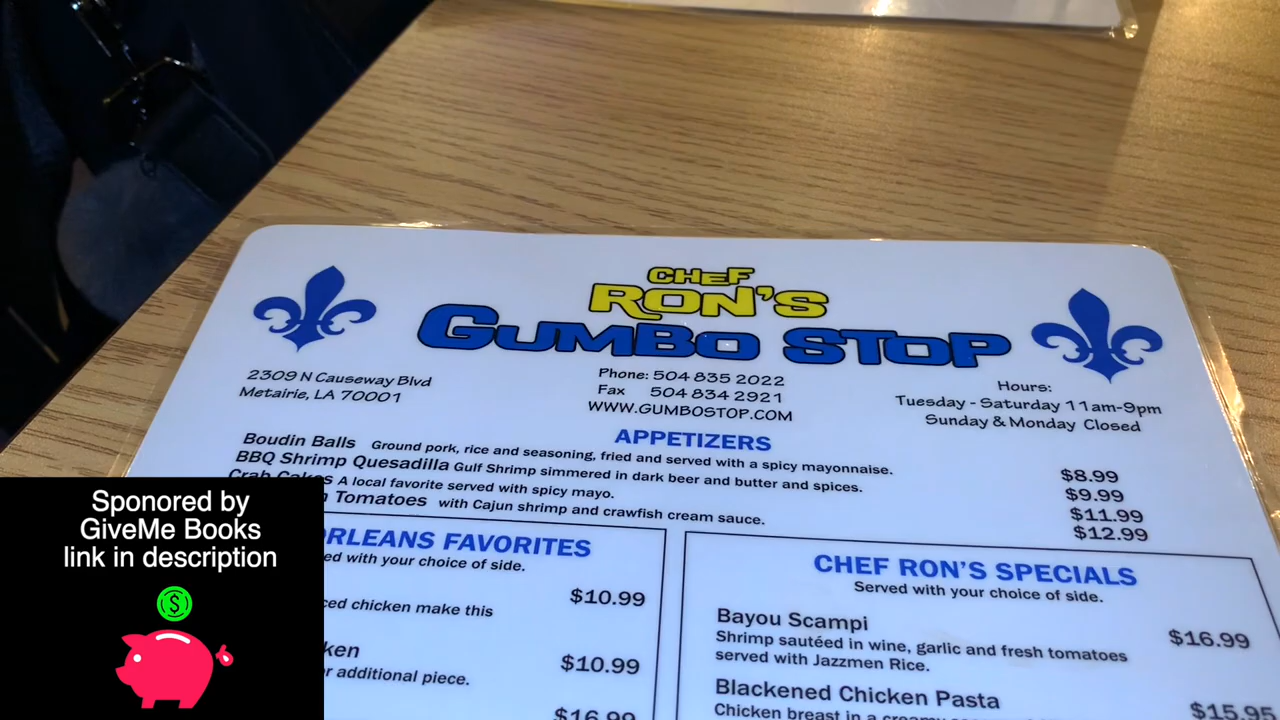 CHEF
RON'S
GUMBO STOP
2309 N Causeway Blvd
Metairie, LA 70001
Phone: 504 835 2022
Fax 504 834 2921
WWW.GUMBOSTOP.COM
Hours:
Tuesday - Saturday 11am-9pm
Sunday & Monday Closed
APPETIZERS
Boudin Balls Ground pork, rice and seasoning, fried and served with a spicy mayonnaise. $8.99
BBQ Shrimp Quesadilla Gulf Shrimp simmered in dark beer and butter and spices. $9.99
Crab Cakes A local favorite served with spicy mayo. $11.99
Tomatoes with Cajun shrimp and crawfish cream sauce. $12.99
ORLEANS FAVORITES
with your choice of side.
$10.99
chicken make this
$10.99
additional piece.
$16.99
CHEF RON'S SPECIALS
Served with your choice of side.
Bayou Scampi $16.99
Shrimp sautéed in wine, garlic and fresh tomatoes
served with Jazzmen Rice.
Blackened Chicken Pasta $15.95
Chicken breast in a creamy
Sponored by
GiveMe Books
link in description
$